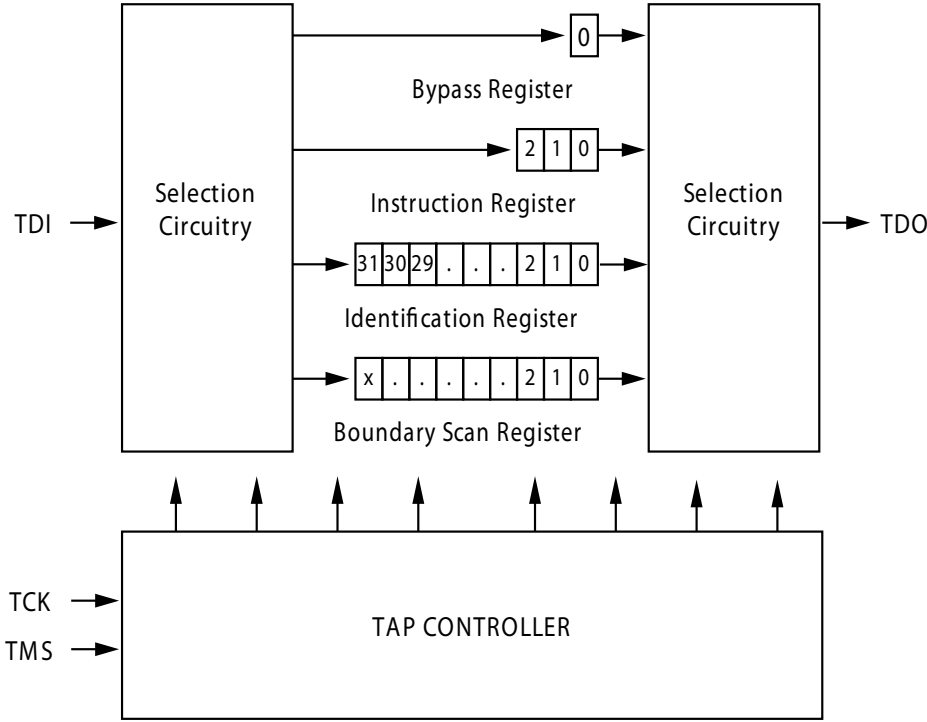 0
Bypass Register
2 1 0
Selection
Circuitry
Selection
Circuitry
Instruction Register
TDI
TDO
31 30 29 . . . 2 1 0
Identification Register
x . . . . . 2 1 0
Boundary Scan Register
TCK
TMS
TAP CONTROLLER